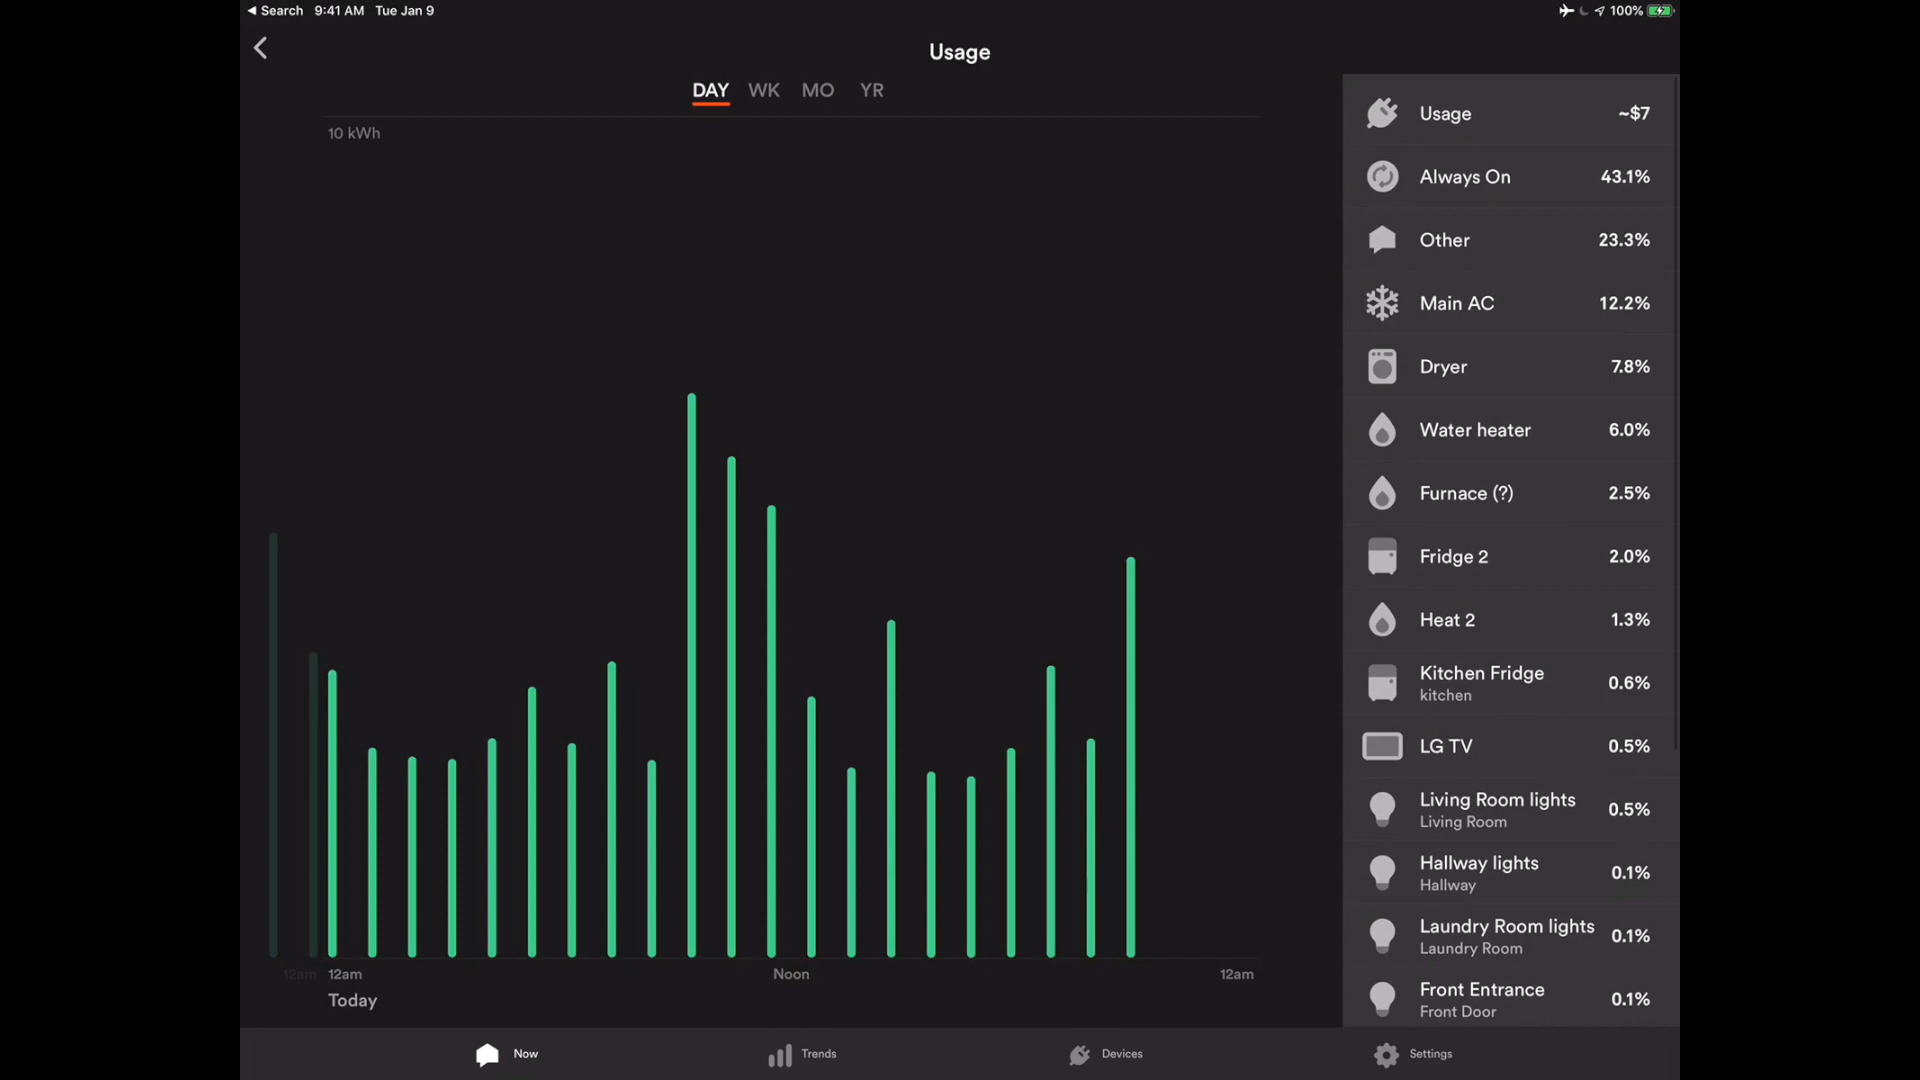 Search 9:41 AM Tue Jan 9
100%
Usage
DAY WK MO YR
10 kWh
12am 12am Noon 12am
Today
Usage ~$7
Always On 43.1%
Other 23.3%
Main AC 12.2%
Dryer 7.8%
Water heater 6.0%
Furnace (?) 2.5%
Fridge 2 2.0%
Heat 2 1.3%
Kitchen Fridge 0.6%
kitchen
LG TV 0.5%
Living Room lights 0.5%
Living Room
Hallway lights 0.1%
Hallway
Laundry Room lights 0.1%
Laundry Room
Front Entrance 0.1%
Front Door
Now Trends Devices Settings